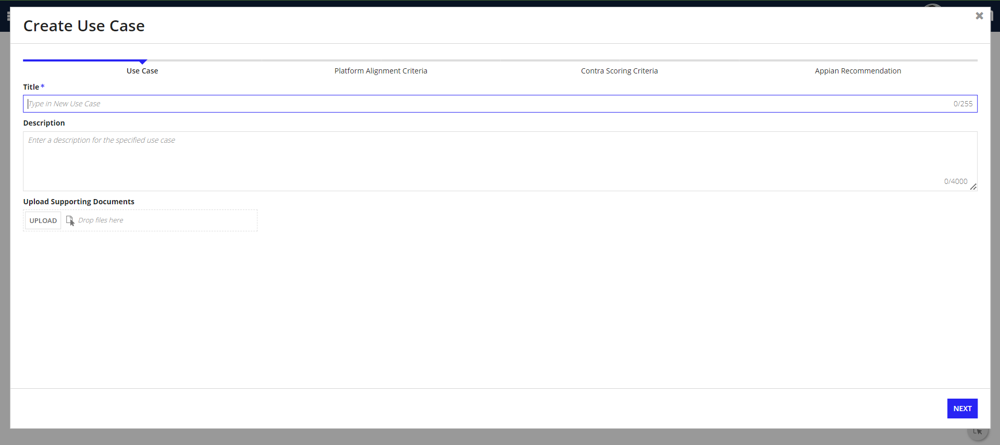 Create Use Case
Use Case
Platform Alignment Criteria
Contra Scoring Criteria
Appian Recommendation
Title *
Type in New Use Case
0/255
Description
Enter a description for the specified use case
0/4000
Upload Supporting Documents
UPLOAD
Drop files here
NEXT